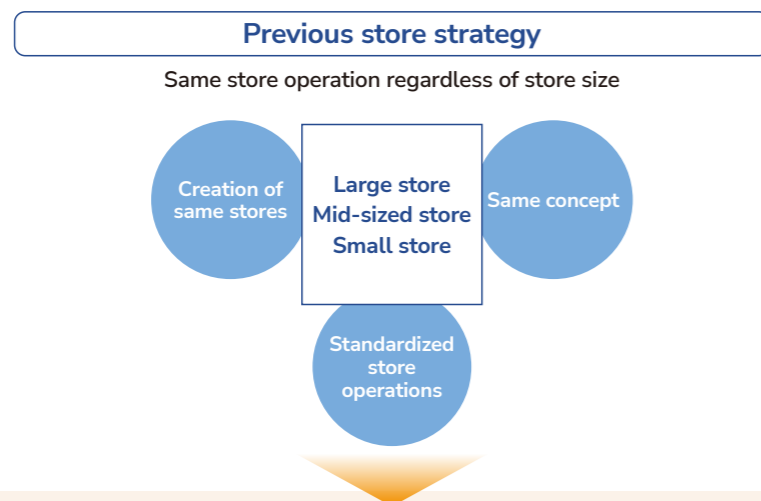 Previous store strategy
Same store operation regardless of store size
Creation of
same stores
Large store
Mid-sized store
Small store
Same concept
Standardized
store
operations